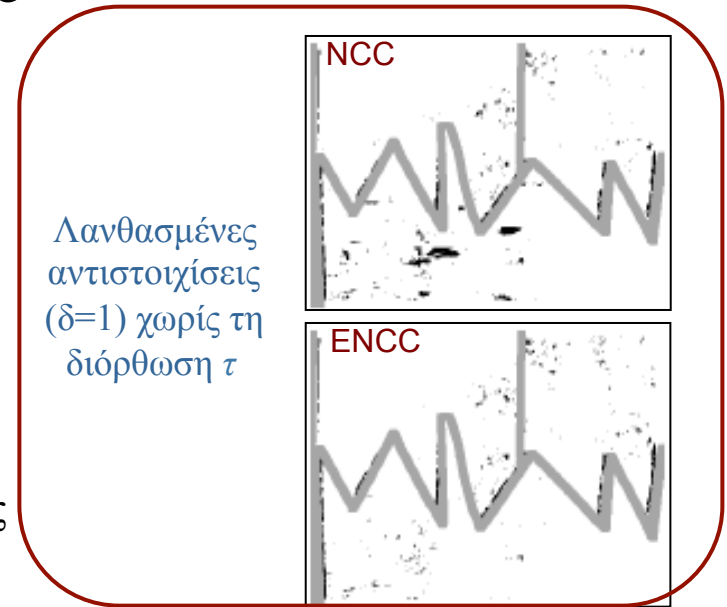 NCC
Λανθασμένες
αντιστοιχίσεις
(δ=1) χωρίς τη
διόρθωση τ
ENCC